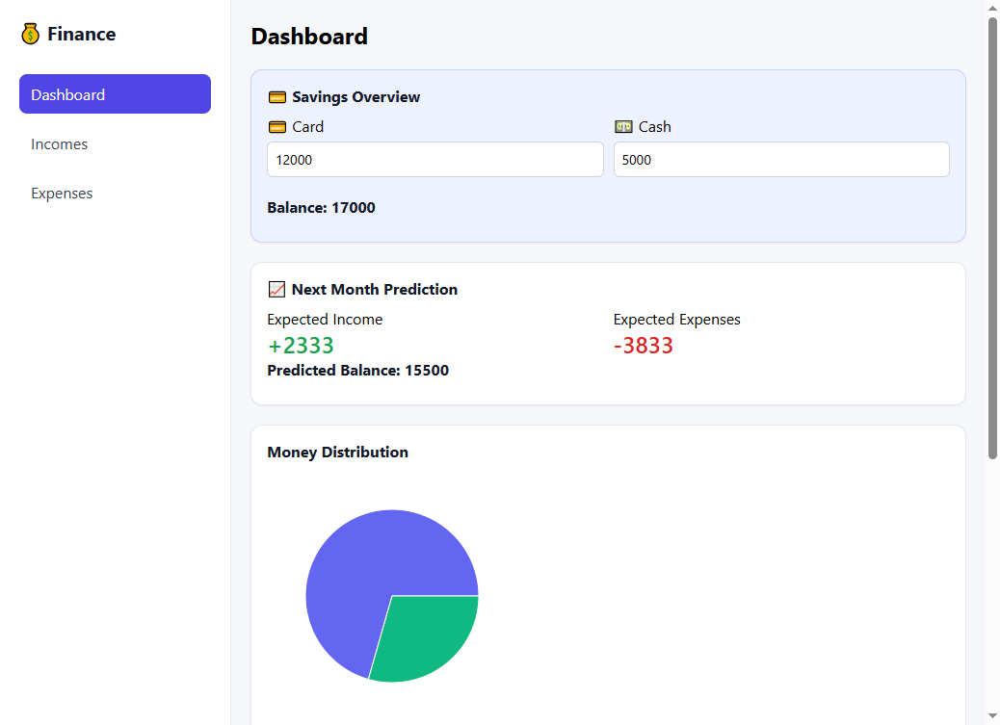 Finance
Dashboard
Incomes
Expenses
Dashboard
Savings Overview
Card
Cash
12000
5000
Balance: 17000
Next Month Prediction
Expected Income
Expected Expenses
+2333
-3833
Predicted Balance: 15500
Money Distribution